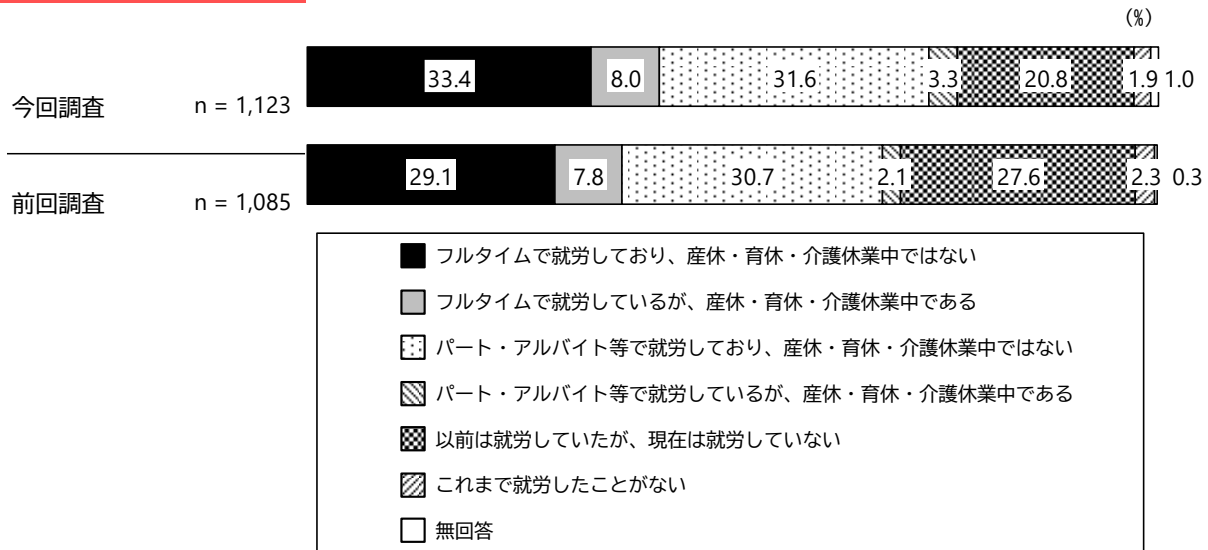 (%)
33.4 8.0 31.6 3.3 20.8 1.9 1.0
今回調査 n = 1,123
29.1 7.8 30.7 2.1 27.6 2.3 0.3
前回調査 n = 1,085
フルタイムで就労しており、産休・育休・介護休業中ではない
フルタイムで就労しているが、産休・育休・介護休業中である
パート・アルバイト等で就労しており、産休・育休・介護休業中ではない
パート・アルバイト等で就労しているが、産休・育休・介護休業中である
以前は就労していたが、現在は就労していない
これまで就労したことがない
無回答